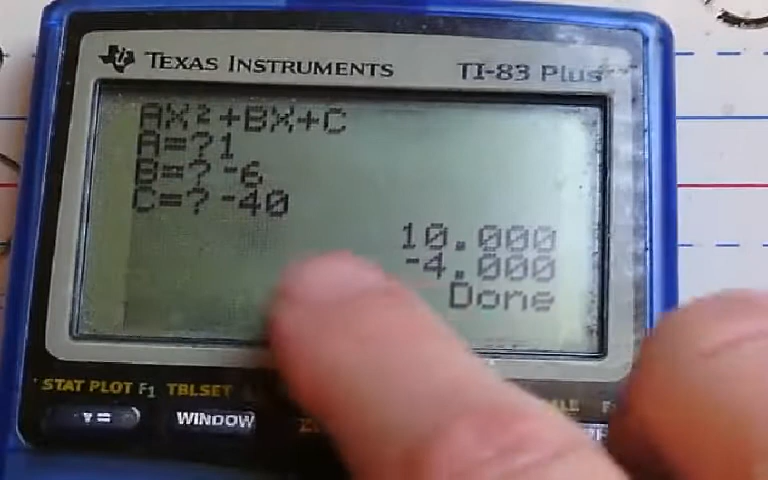 TEXAS INSTRUMENTS TI-83 Plus
AX²+BX+C
A=?1
B=?-6
C=?-40
10.000
-4.000
Done
STAT PLOT F1 TBLSET
Y= WINDOW